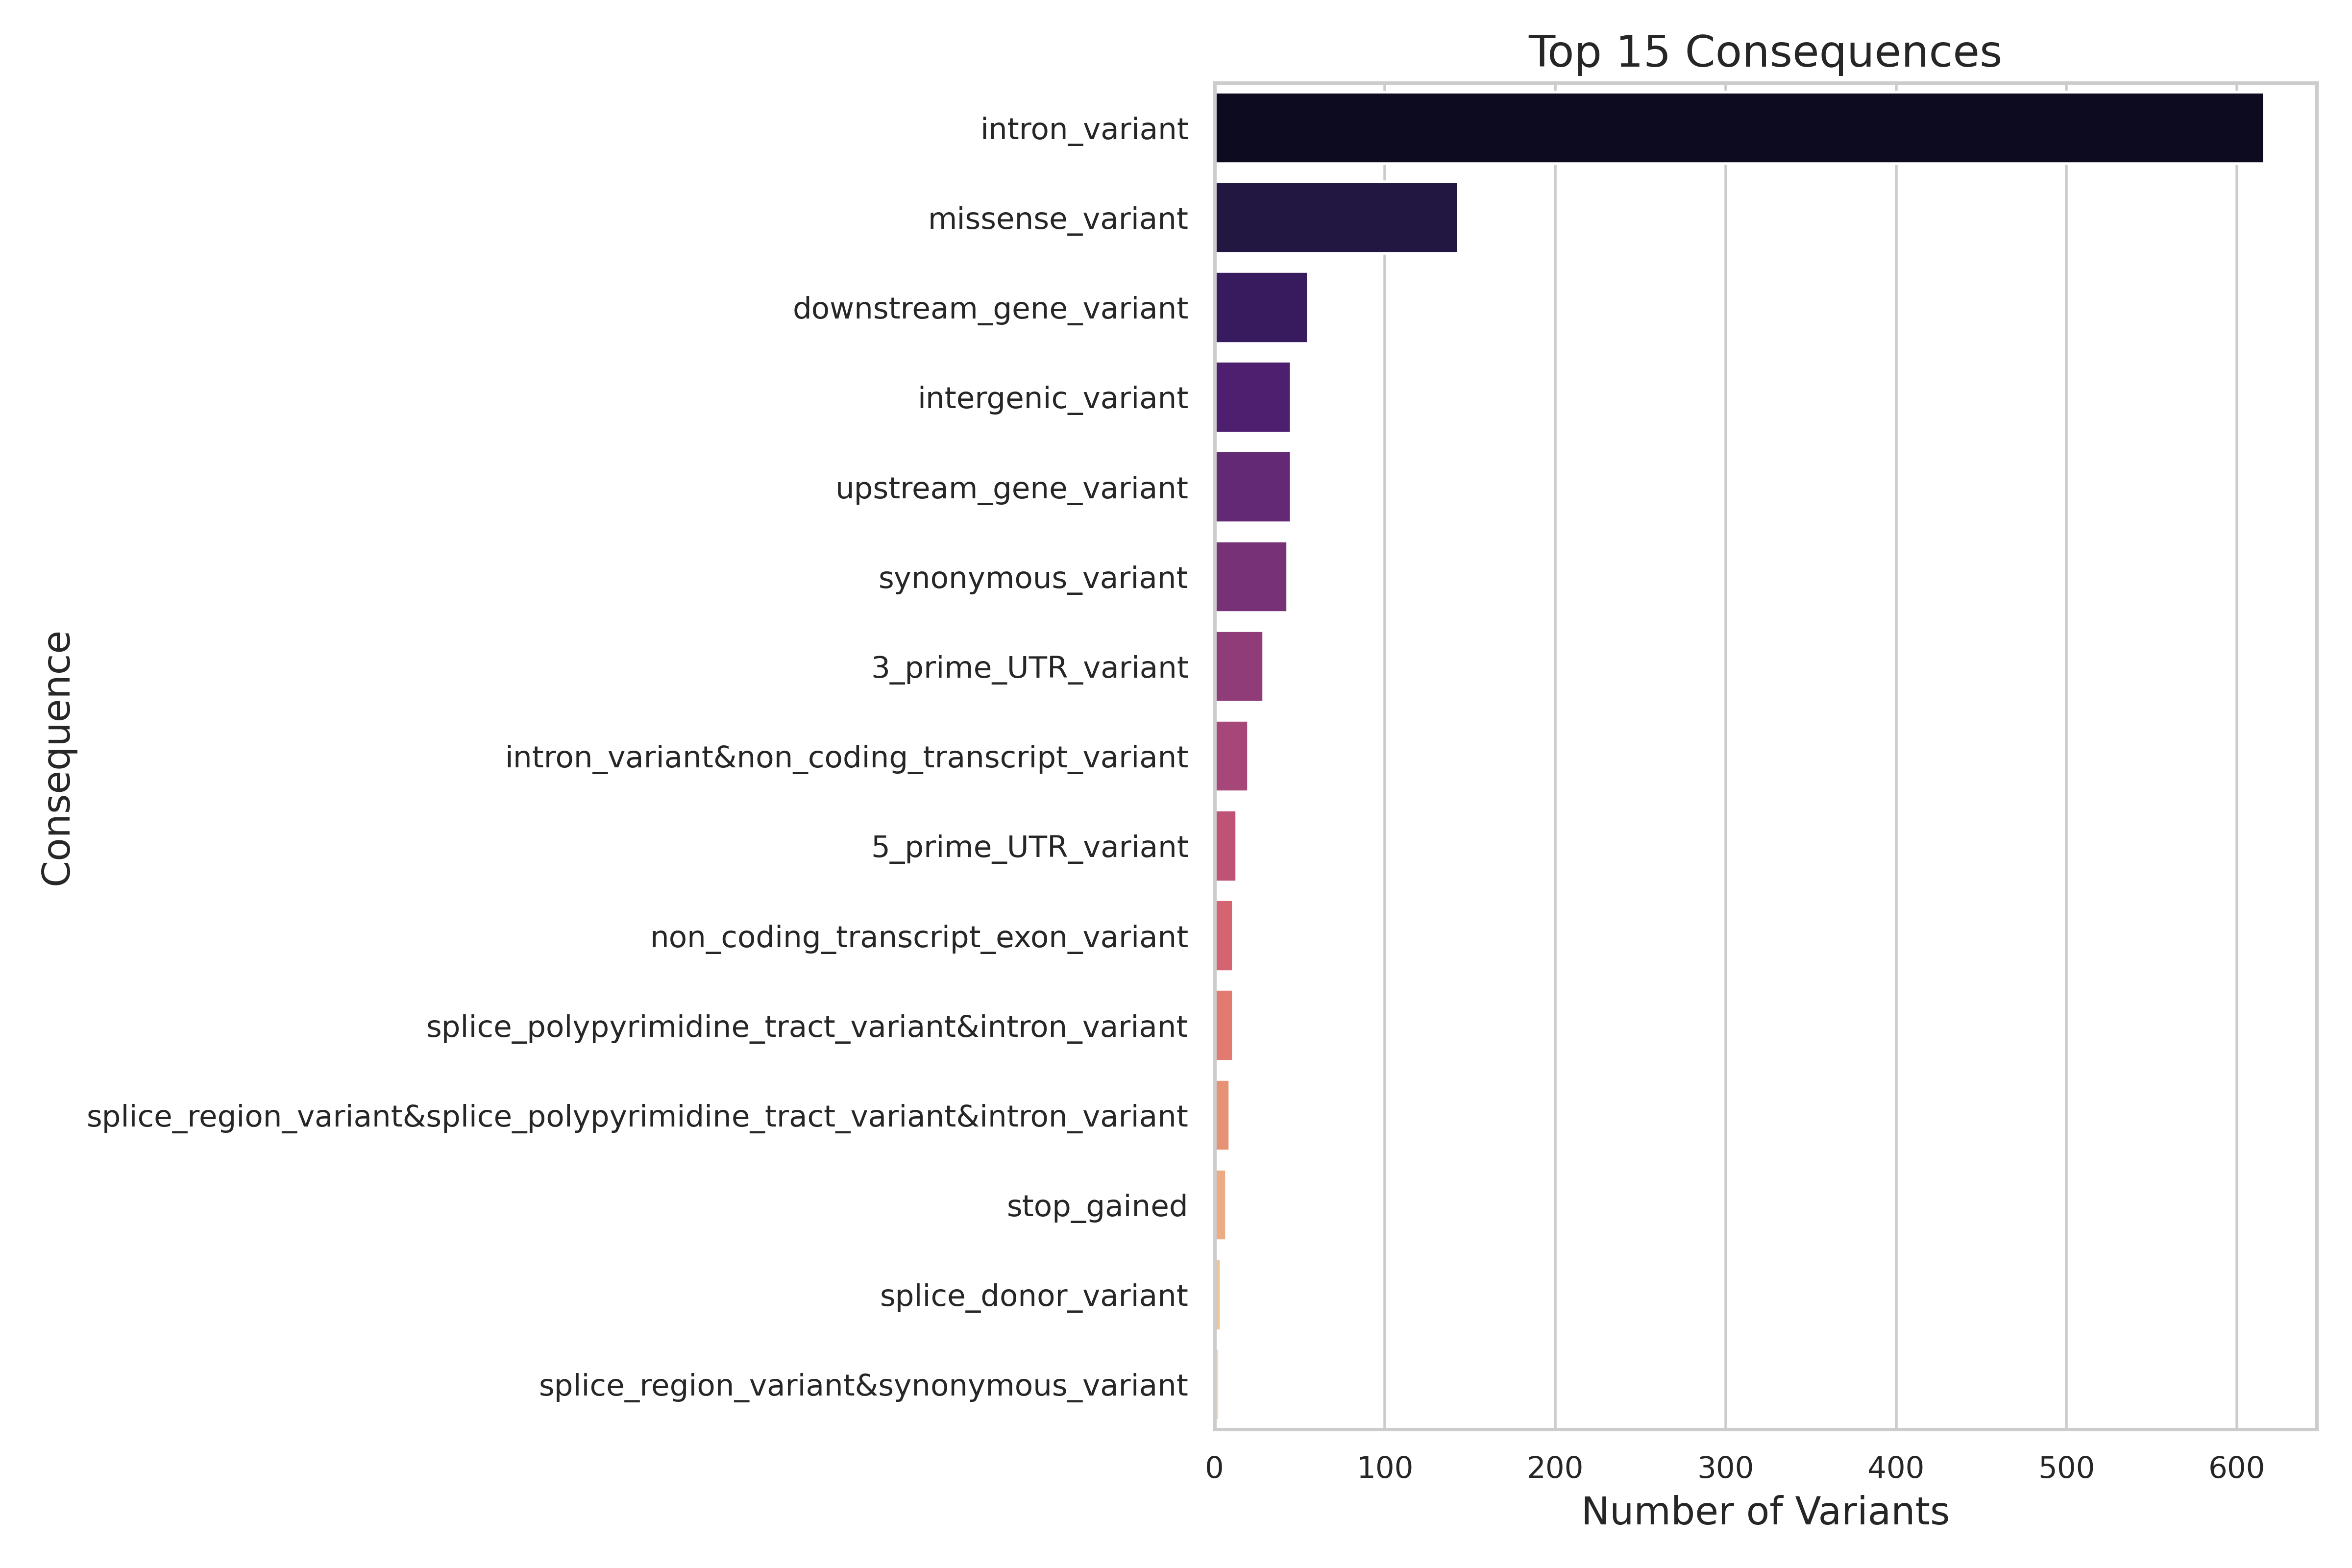 Top 15 Consequences
intron_variant
missense_variant
downstream_gene_variant
intergenic_variant
upstream_gene_variant
synonymous_variant
3_prime_UTR_variant
intron_variant&non_coding_transcript_variant
5_prime_UTR_variant
non_coding_transcript_exon_variant
splice_polypyrimidine_tract_variant&intron_variant
splice_region_variant&splice_polypyrimidine_tract_variant&intron_variant
stop_gained
splice_donor_variant
splice_region_variant&synonymous_variant
Consequence
0 100 200 300 400 500 600
Number of Variants